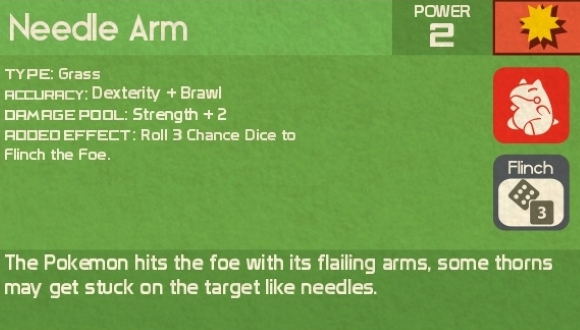 Needle Arm
POWER
2
TYPE: Grass
ACCURACY: Dexterity + Brawl
DAMAGE POOL: Strength + 2
ADDED EFFECT: Roll 3 Chance Dice to
Flinch the Foe.
Flinch
3
The Pokemon hits the foe with its flailing arms, some thorns
may get stuck on the target like needles.